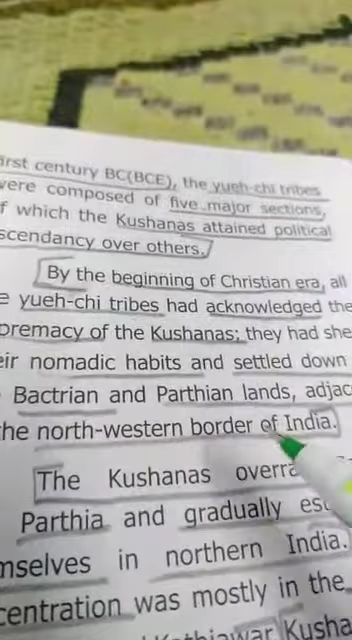 irst century BC(BCE), the yueh-chi tribes
vere composed of five major sections,
f which the Kushanas attained political
scendancy over others.
By the beginning of Christian era, all
e yueh-chi tribes had acknowledged the
premacy of the Kushanas; they had she
eir nomadic habits and settled down
Bactrian and Parthian lands, adjac
he north-western border of India.
The Kushanas overra
Parthia and gradually es
mselves in northern India.
centration was mostly in the
Kusha